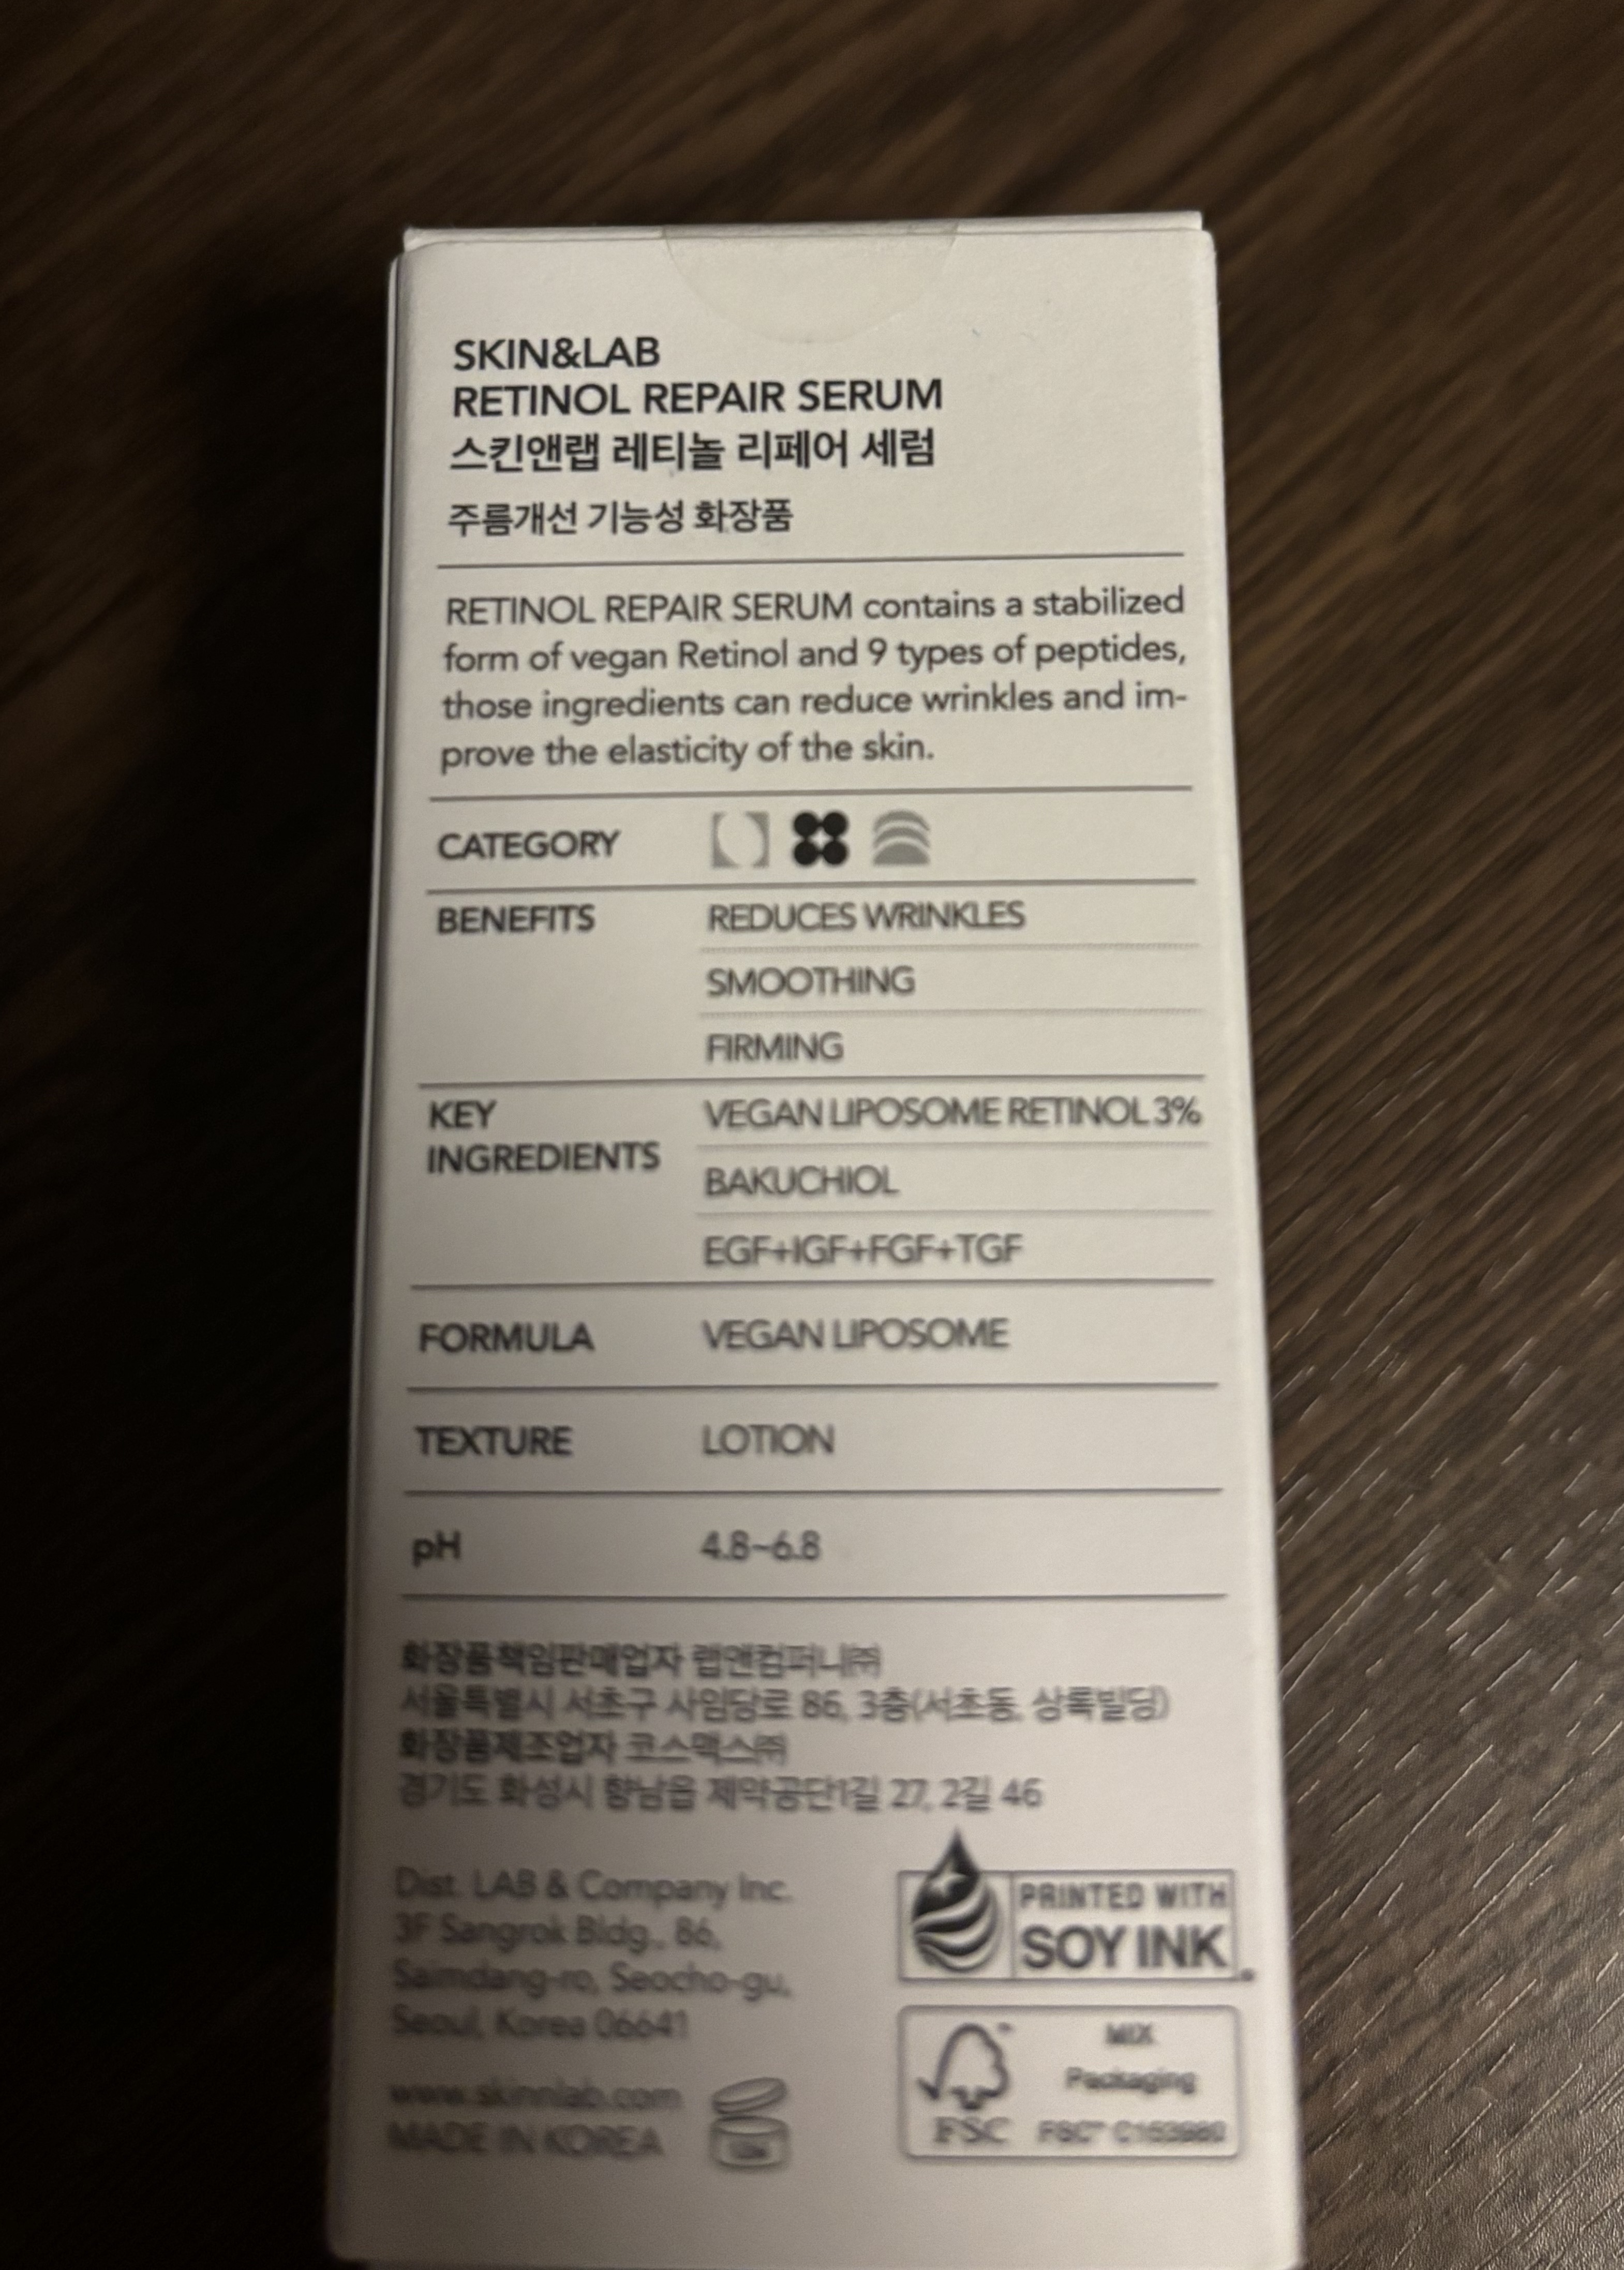 SKIN&LAB
RETINOL REPAIR SERUM
스킨앤랩 레티놀 리페어 세럼
주름개선 기능성 화장품
RETINOL REPAIR SERUM contains a stabilized
form of vegan Retinol and 9 types of peptides,
those ingredients can reduce wrinkles and im-
prove the elasticity of the skin.
CATEGORY
BENEFITS REDUCES WRINKLES
SMOOTHING
FIRMING
KEY VEGAN LIPOSOME RETINOL 3%
INGREDIENTS BAKUCHIOL
EGF+IGF+FGF+TGF
FORMULA VEGAN LIPOSOME
TEXTURE LOTION
pH 4.8~6.8
화장품책임판매업자 랩앤컴퍼니㈜
서울특별시 서초구 사임당로 86, 3층(서초동, 상록빌딩)
화장품제조업자 코스맥스㈜
경기도 화성시 향남읍 제약공단1길 27, 2길 46
Dist. LAB & Company Inc.
3F Sangrok Bldg., 86,
Saimdang-ro, Seocho-gu,
Seoul, Korea 06641
www.skinnlab.com
MADE IN KOREA
PRINTED WITH
SOY INK
MIX
Packaging
FSC
FSC™